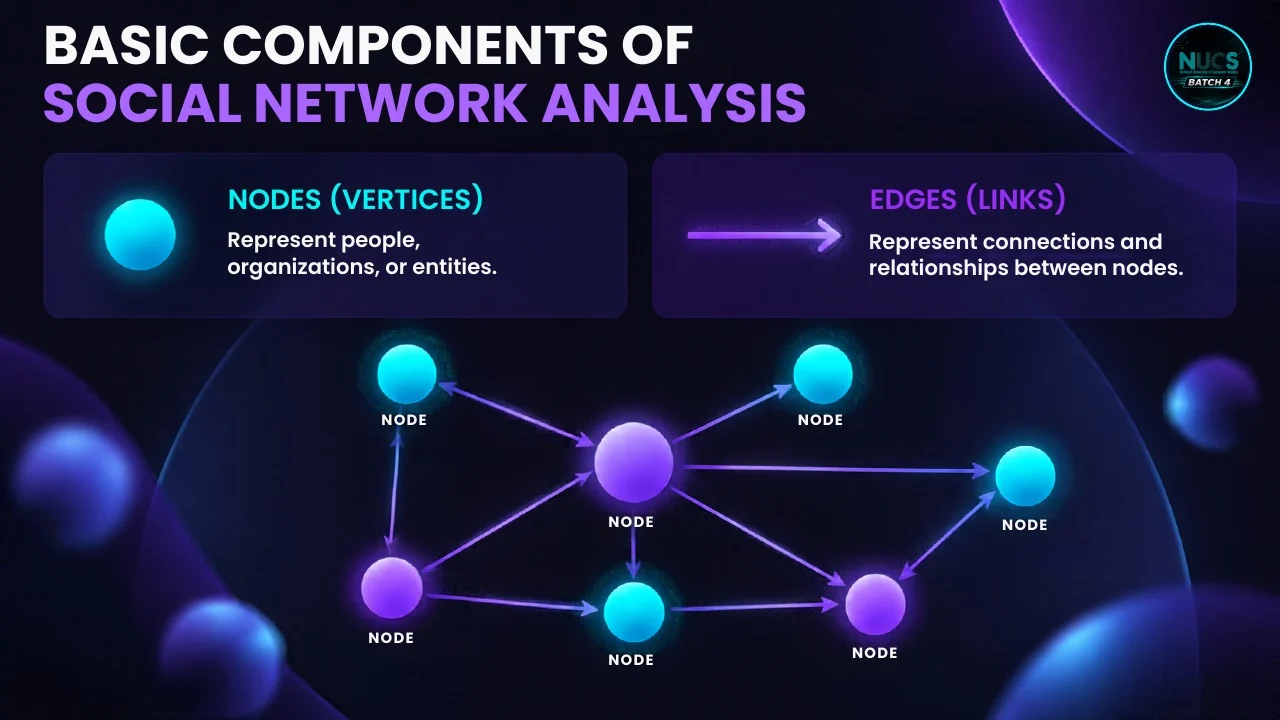 BASIC COMPONENTS OF
SOCIAL NETWORK ANALYSIS
NUCS
BATCH 4
NODES (VERTICES)
Represent people,
organizations, or entities.
EDGES (LINKS)
Represent connections and
relationships between nodes.
NODE
NODE
NODE
NODE
NODE
NODE
NODE